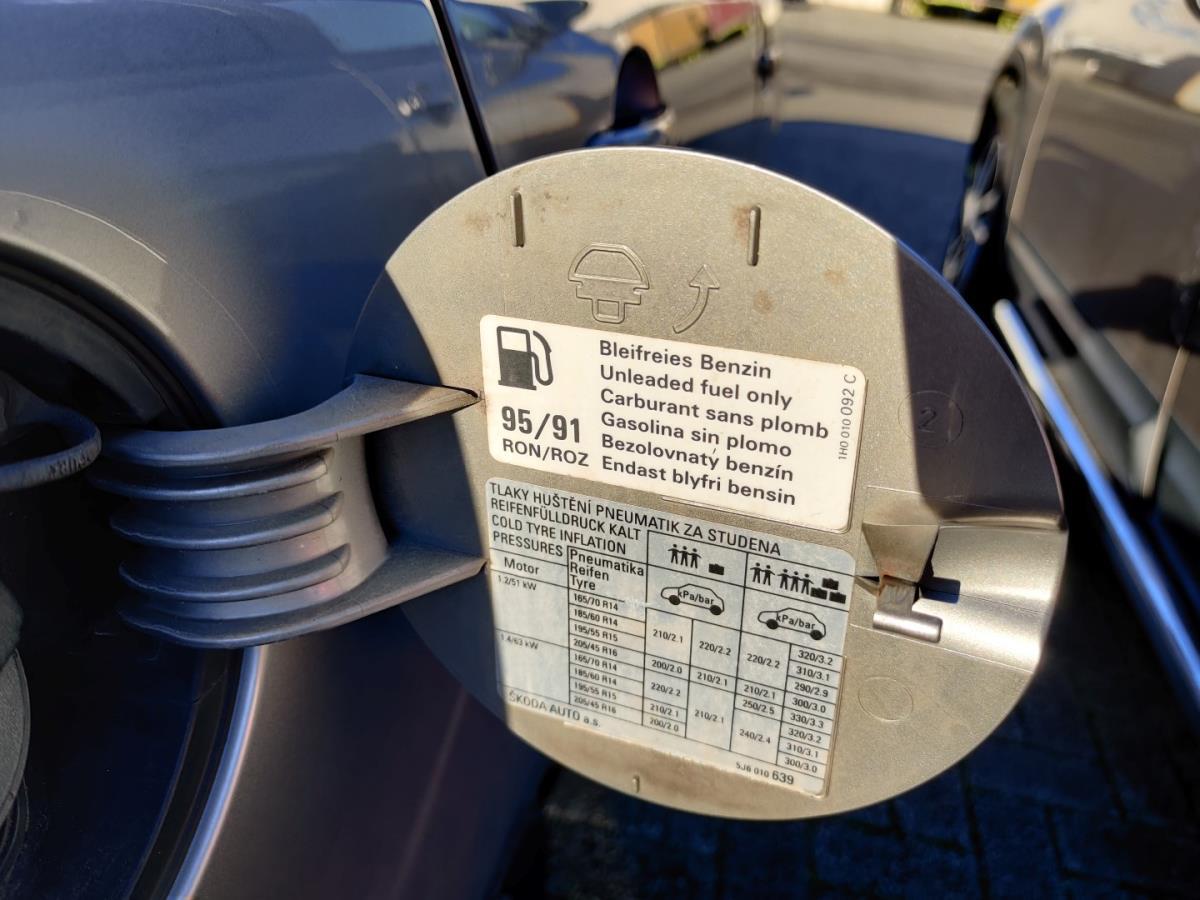 Bleifreies Benzin
Unleaded fuel only
Carburant sans plomb
Gasolina sin plomo
Bezolovnatý benzín
Endast blyfri bensin
95/91
RON/ROZ
1H0 010 092 C
2
TLAKY HUŠTĚNÍ PNEUMATIK ZA STUDENA
REIFENFÜLLDRUCK KALT
COLD TYRE INFLATION
PRESSURES
Motor
Pneumatika
Reifen
Tyre
kPa/bar
kPa/bar
1.2/51 kW
165/70 R14
185/60 R14
195/55 R15
205/45 R16
210/2.1
200/2.0
220/2.2
210/2.1
220/2.2
210/2.1
320/3.2
310/3.1
290/2.9
300/3.0
1.4/63 kW
165/70 R14
185/60 R14
195/55 R15
205/45 R16
220/2.2
210/2.1
200/2.0
210/2.1
250/2.5
240/2.4
330/3.3
320/3.2
310/3.1
300/3.0
ŠKODA AUTO a.s.
5J6 010 639